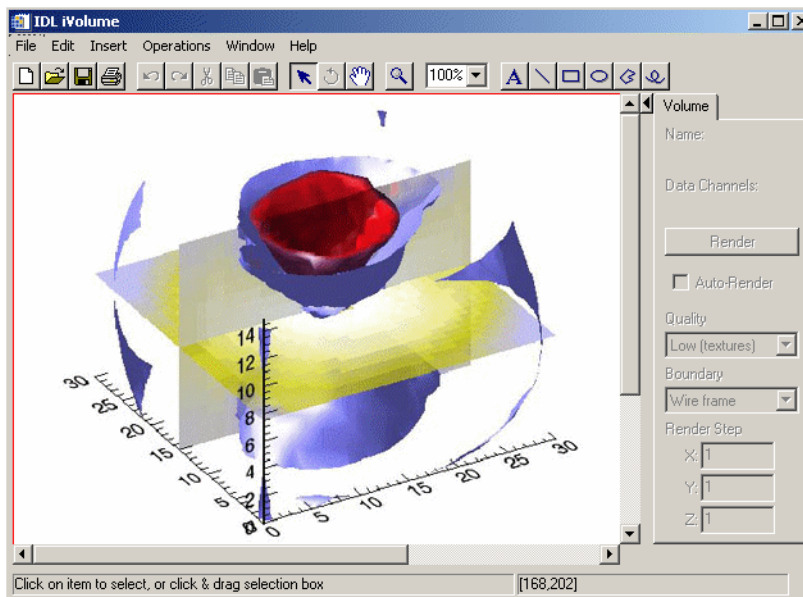 IDL iVolume
File Edit Insert Operations Window Help
100%
A
Volume
Name:
Data Channels:
Render
Auto-Render
Quality
Low (textures)
Boundary
Wire frame
Render Step
X: 1
Y: 1
Z: 1
14
12
10
8
6
4
2
30
25
20
15
10
5
0
5
10
15
20
25
30
Click on item to select, or click & drag selection box
[168,202]